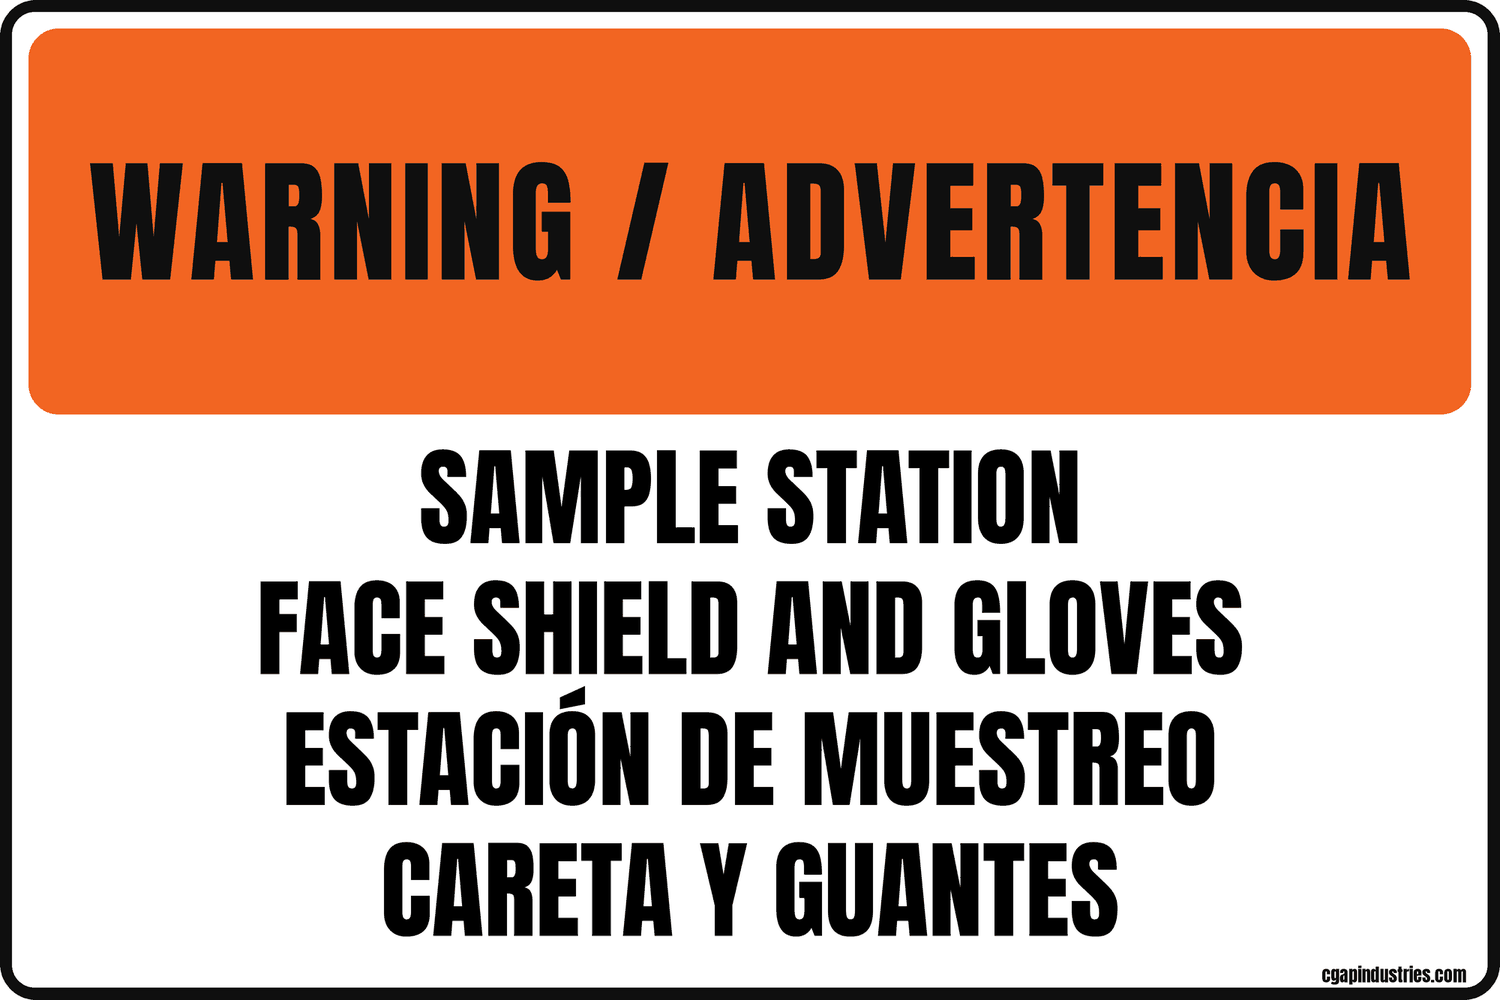 WARNING / ADVERTENCIA
SAMPLE STATION
FACE SHIELD AND GLOVES
ESTACIÓN DE MUESTREO
CARETA Y GUANTES
cgapindustries.com